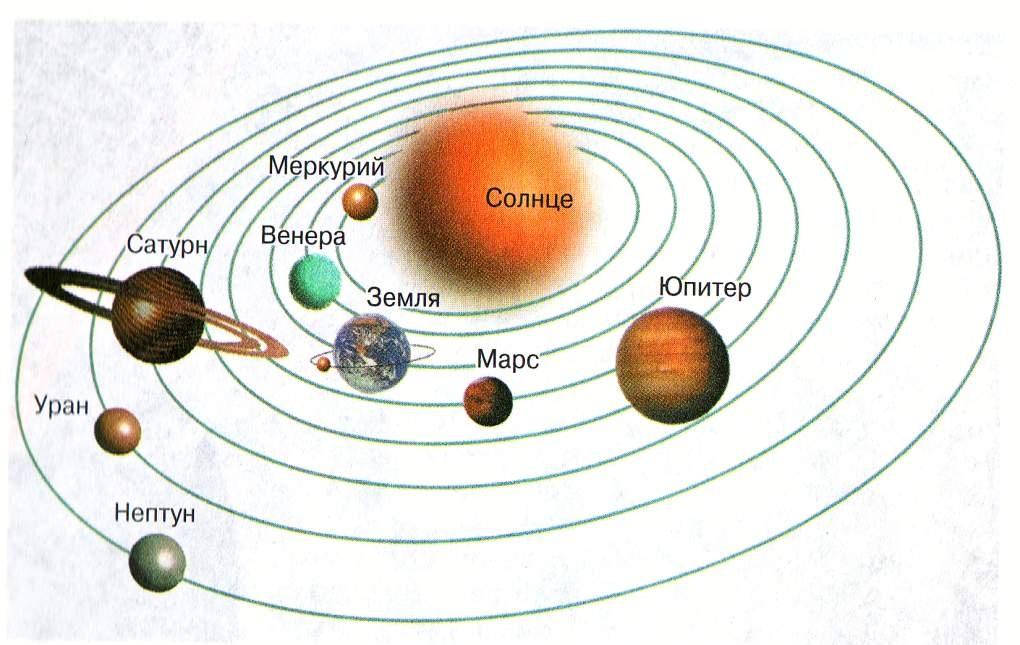 Меркурий
Солнце
Венера
Сатурн
Земля
Юпитер
Марс
Уран
Нептун